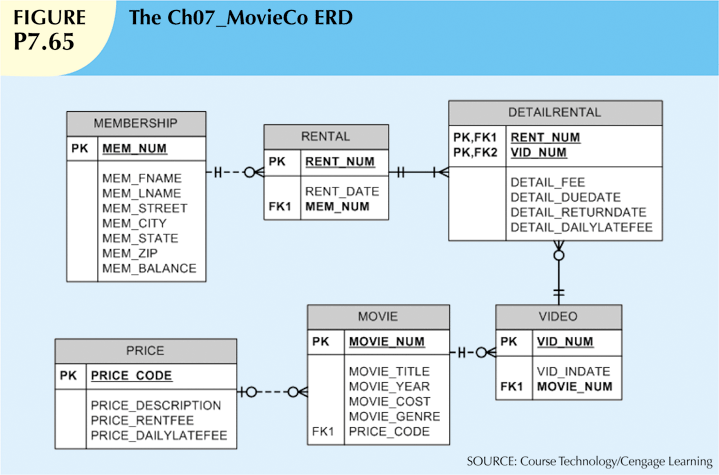 FIGURE
P7.65
The Ch07_MovieCo ERD
MEMBERSHIP
PK MEM_NUM
MEM_FNAME
MEM_LNAME
MEM_STREET
MEM_CITY
MEM_STATE
MEM_ZIP
MEM_BALANCE
RENTAL
PK RENT_NUM
RENT_DATE
FK1 MEM_NUM
DETAILRENTAL
PK,FK1 RENT_NUM
PK,FK2 VID_NUM
DETAIL_FEE
DETAIL_DUEDATE
DETAIL_RETURNDATE
DETAIL_DAILYLATEFEE
PRICE
PK PRICE_CODE
PRICE_DESCRIPTION
PRICE_RENTFEE
PRICE_DAILYLATEFEE
MOVIE
PK MOVIE_NUM
MOVIE_TITLE
MOVIE_YEAR
MOVIE_COST
MOVIE_GENRE
FK1 PRICE_CODE
VIDEO
PK VID_NUM
VID_INDATE
FK1 MOVIE_NUM
SOURCE: Course Technology/Cengage Learning